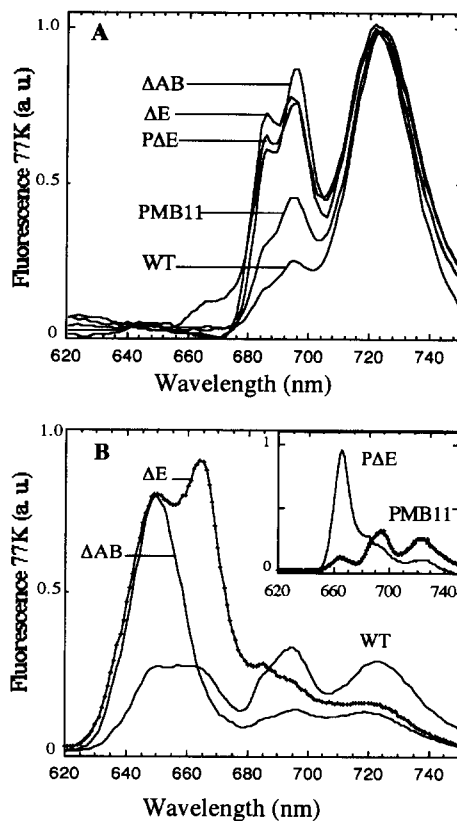 A
Fluorescence 77K (a. u.)
1.0
0.5
0
ΔAB
ΔE
PΔE
PMB11
WT
620 640 660 680 700 720 740
Wavelength (nm)
B
Fluorescence 77K (a. u.)
1.0
0.5
0
ΔE
ΔAB
WT
1
0
PΔE
PMB11
620 660 700 740
620 640 660 680 700 720 740
Wavelength (nm)